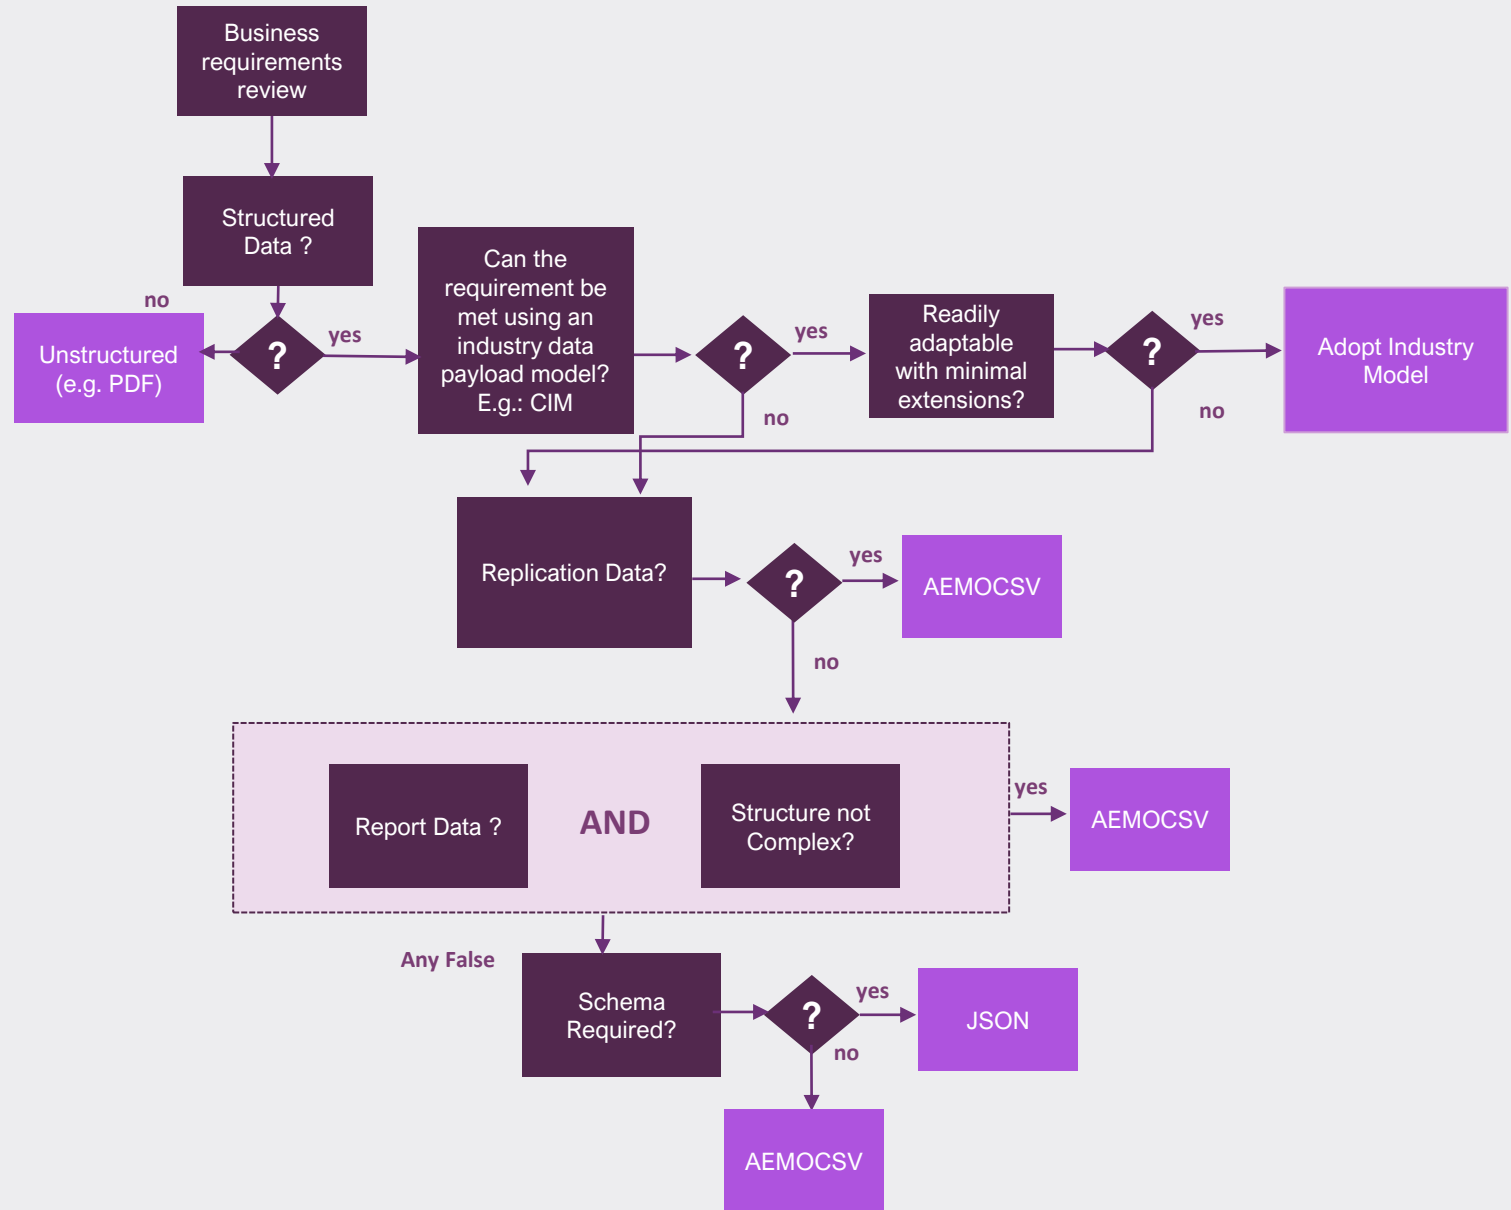 Business
requirements
review
Structured
Data ?
no
yes
?
Unstructured
(e.g. PDF)
Can the
requirement be
met using an
industry data
payload model?
E.g.: CIM
?
yes
no
Readily
adaptable
with minimal
extensions?
?
yes
no
Adopt Industry
Model
Replication Data?
?
yes
no
AEMOCSV
Report Data ?
AND
Structure not
Complex?
yes
AEMOCSV
Any False
Schema
Required?
?
yes
no
JSON
AEMOCSV